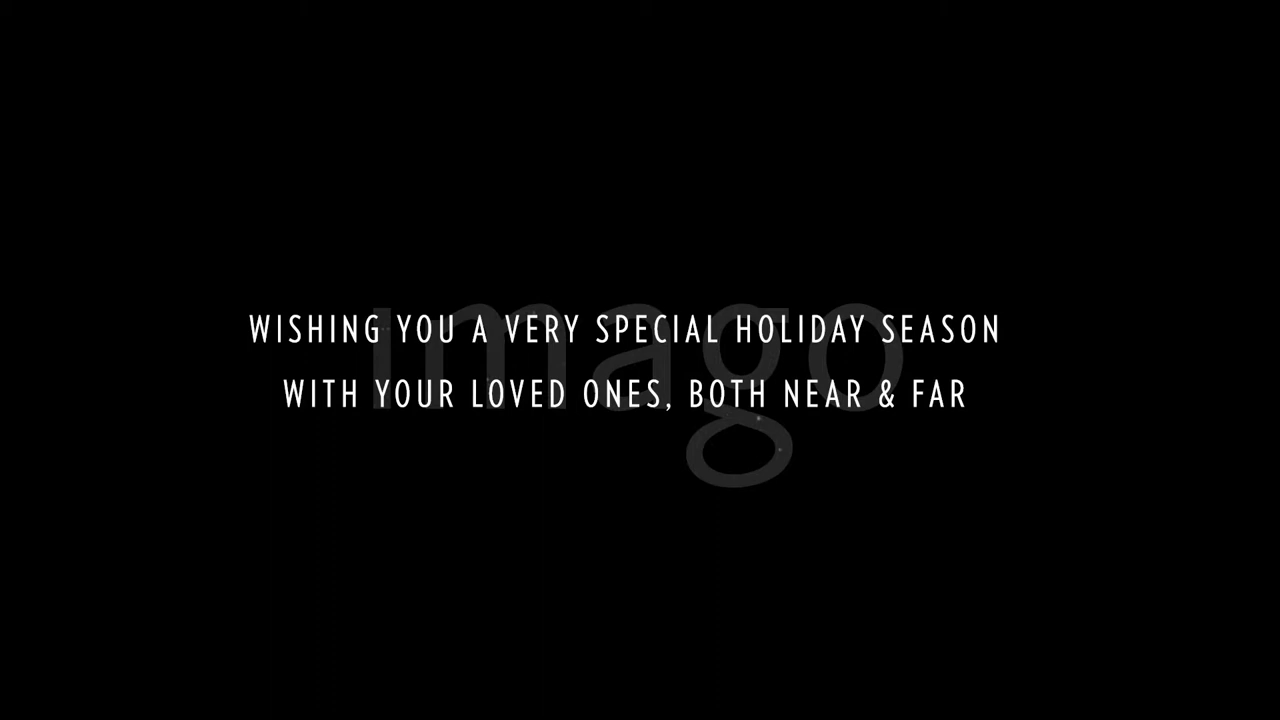 WISHING YOU A VERY SPECIAL HOLIDAY SEASON
WITH YOUR LOVED ONES, BOTH NEAR & FAR
imago